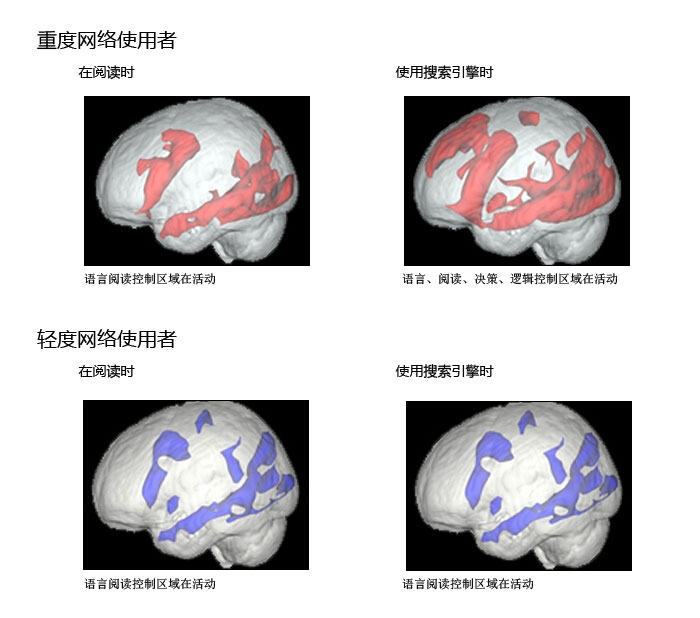 重度网络使用者
在阅读时
使用搜索引擎时
语言阅读控制区域在活动
语言、阅读、决策、逻辑控制区域在活动
轻度网络使用者
在阅读时
使用搜索引擎时
语言阅读控制区域在活动
语言阅读控制区域在活动